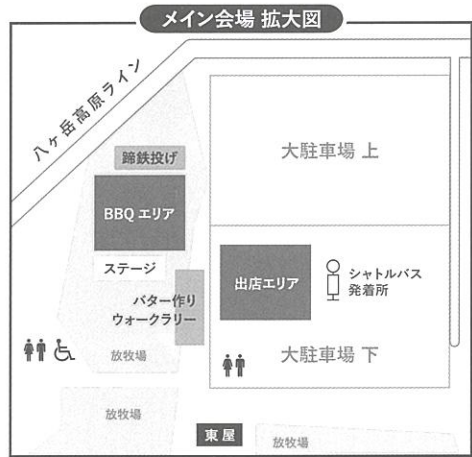 メイン会場 拡大図
八ヶ岳高原ライン
蹄鉄投げ
大駐車場 上
BBQ エリア
ステージ
出店エリア
シャトルバス
発着所
バター作り
ウォークラリー
放牧場
大駐車場 下
放牧場
東屋
放牧場